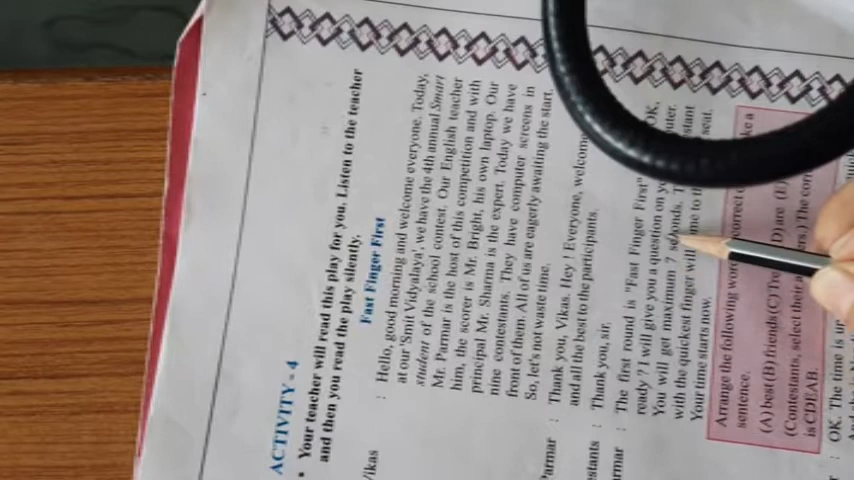 ACTIVITY - 4
• Your teacher will read this play for you. Listen to the teacher
and then you read the play silently.
Fast Finger First
: Hello, good morning and welcome everyone. Today,
at our 'Smit Vidyalaya', we have the 4th annual Smart
student of the school contest. Our English teacher
Mr. Parmar is the host of this competition and with
him, the scorer is Mr. Bright, his own laptop. Our
principal Mr. Sharma is the expert. Today we have
nine contestants. They have computer screens in
front of them. All of us are eagerly awaiting the start.
So, let's not waste time.
: Thank you, Vikas. Hey ! Everyone,
and all the best to the participants.
: Thank you, sir.
: The first round is "Fast Finger First" OK,
ready ? I will give you a question on
You will get maximum 7
with the quickest finger will seat.
Your time starts now.
Arrange the following
sentence.
(A) best (B) friends (C) (D) are (E)
(Contestants, select
is CDEAB.
: OK. The time is